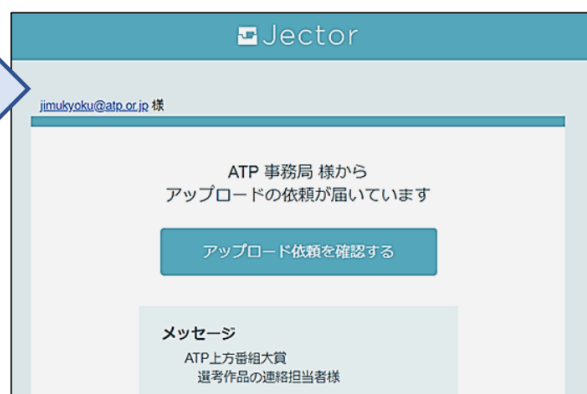 Jector
jimukyoku@atp.or.jp 様
ATP 事務局 様から
アップロードの依頼が届いています
アップロード依頼を確認する
メッセージ
ATP上方番組大賞
選考作品の連絡担当者様